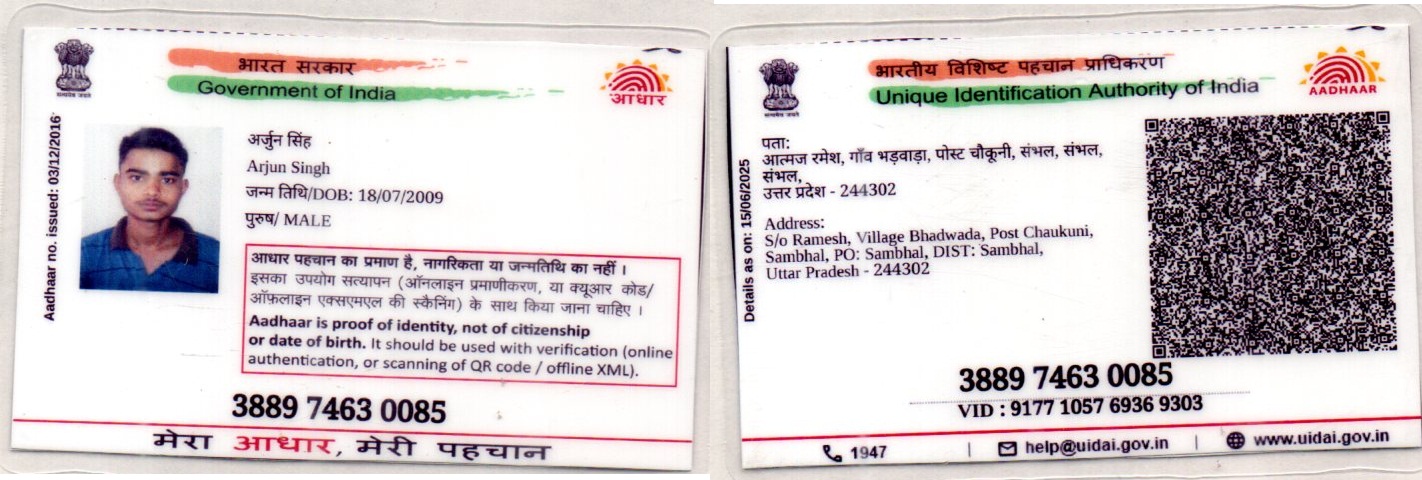 भारत सरकार
Government of India
आधार
सत्यमेव जयते
Aadhaar no. issued: 03/12/2016
अर्जुन सिंह
Arjun Singh
जन्म तिथि/DOB: 18/07/2009
पुरुष/ MALE
आधार पहचान का प्रमाण है, नागरिकता या जन्मतिथि का नहीं ।
इसका उपयोग सत्यापन (ऑनलाइन प्रमाणीकरण, या क्यूआर कोड/
ऑफ़लाइन एक्सएमएल की स्कैनिंग) के साथ किया जाना चाहिए ।
Aadhaar is proof of identity, not of citizenship
or date of birth. It should be used with verification (online
authentication, or scanning of QR code / offline XML).
3889 7463 0085
मेरा आधार, मेरी पहचान
भारतीय विशिष्ट पहचान प्राधिकरण
Unique Identification Authority of India
AADHAAR
सत्यमेव जयते
Details as on: 15/06/2025
पता:
आत्मज रमेश, गाँव भड़वाड़ा, पोस्ट चौकूनी, संभल, संभल,
संभल,
उत्तर प्रदेश - 244302
Address:
S/o Ramesh, Village Bhadwada, Post Chaukuni,
Sambhal, PO: Sambhal, DIST: Sambhal,
Uttar Pradesh - 244302
3889 7463 0085
VID : 9177 1057 6936 9303
1947 | help@uidai.gov.in | www.uidai.gov.in